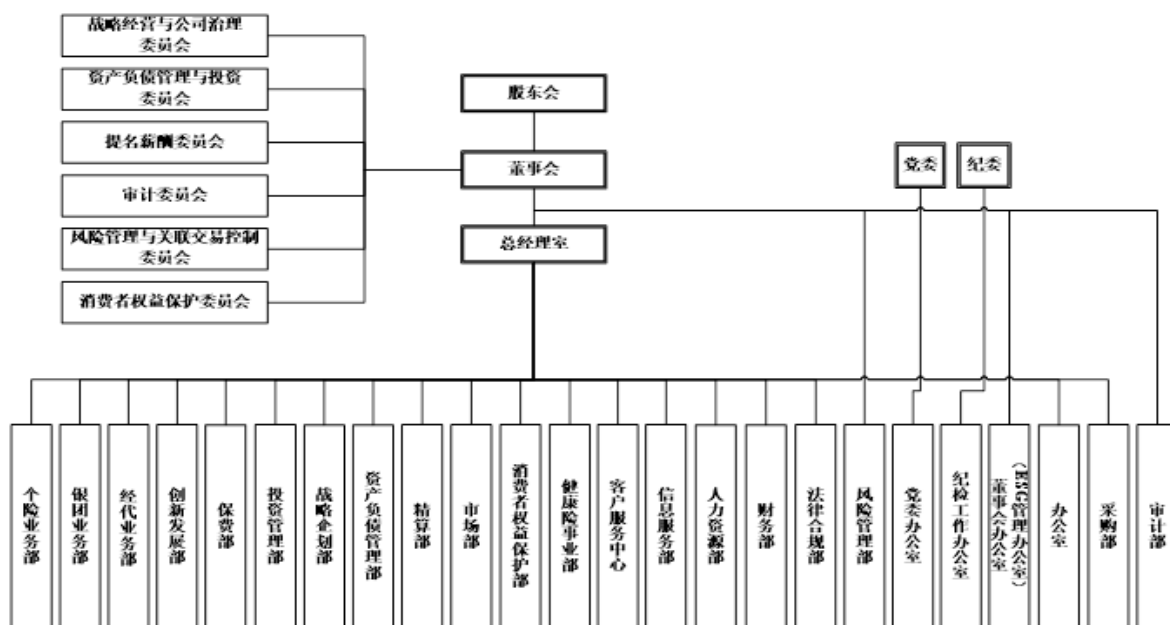 战略经营与公司治理
委员会
资产负债管理与投资
委员会
提名薪酬委员会
审计委员会
风险管理与关联交易控制
委员会
消费者权益保护委员会
股东会
董事会
总经理室
党委
纪委
个险业务部
银团业务部
经代业务部
创新发展部
保费部
投资管理部
战略企划部
资产负债管理部
精算部
市场部
消费者权益保护部
健康险事业部
客户服务中心
信息服务部
人力资源部
财务部
法律合规部
风险管理部
党委办公室
纪检工作办公室
董事会办公室
（ESG管理办公室）
办公室
采购部
审计部